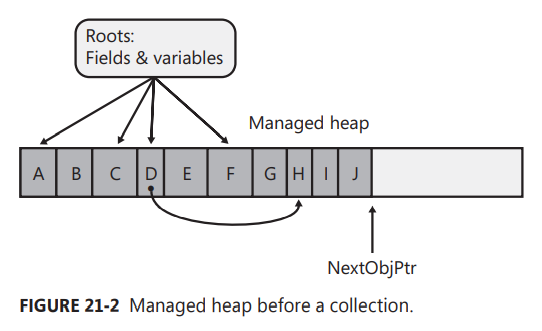 Roots:
Fields & variables
Managed heap
A B C D E F G H I J
NextObjPtr
FIGURE 21-2 Managed heap before a collection.